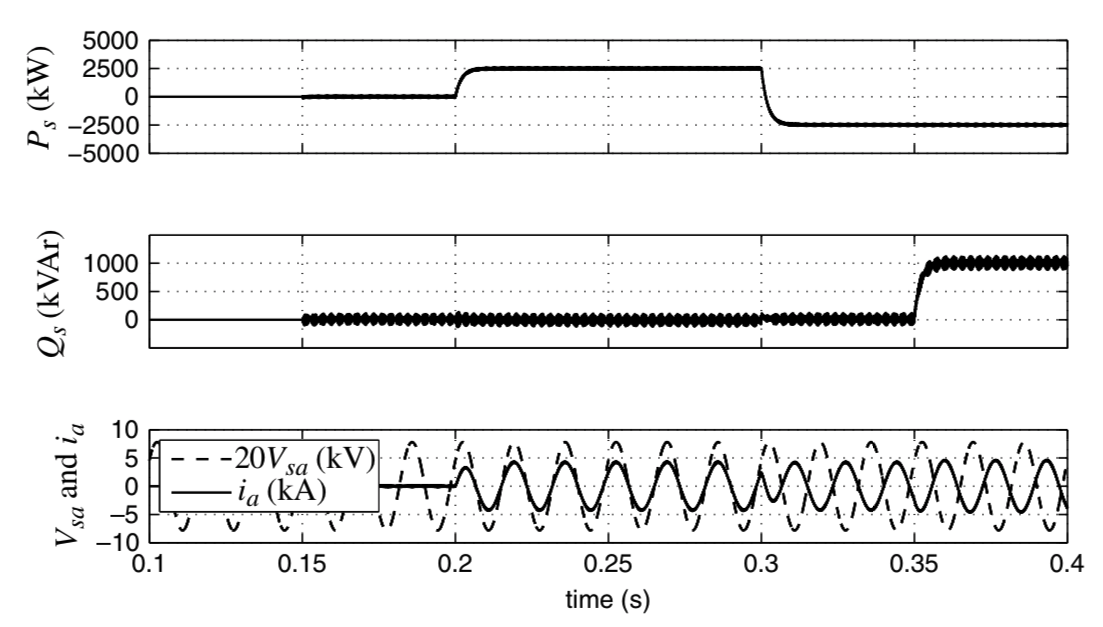 5000
2500
0
−2500
−5000
P_s (kW)
1000
500
0
Q_s (kVAr)
10
5
0
−5
−10
V_sa and i_a
20V_sa (kV)
i_a (kA)
0.1 0.15 0.2 0.25 0.3 0.35 0.4
time (s)